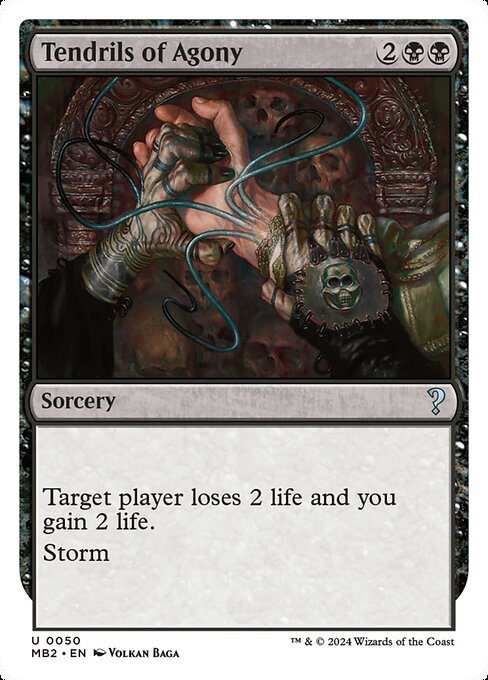 Tendrils of Agony 2
Sorcery
Target player loses 2 life and you
gain 2 life.
Storm
U 0050
MB2 • EN Volkan Baga
™ & © 2024 Wizards of the Coast